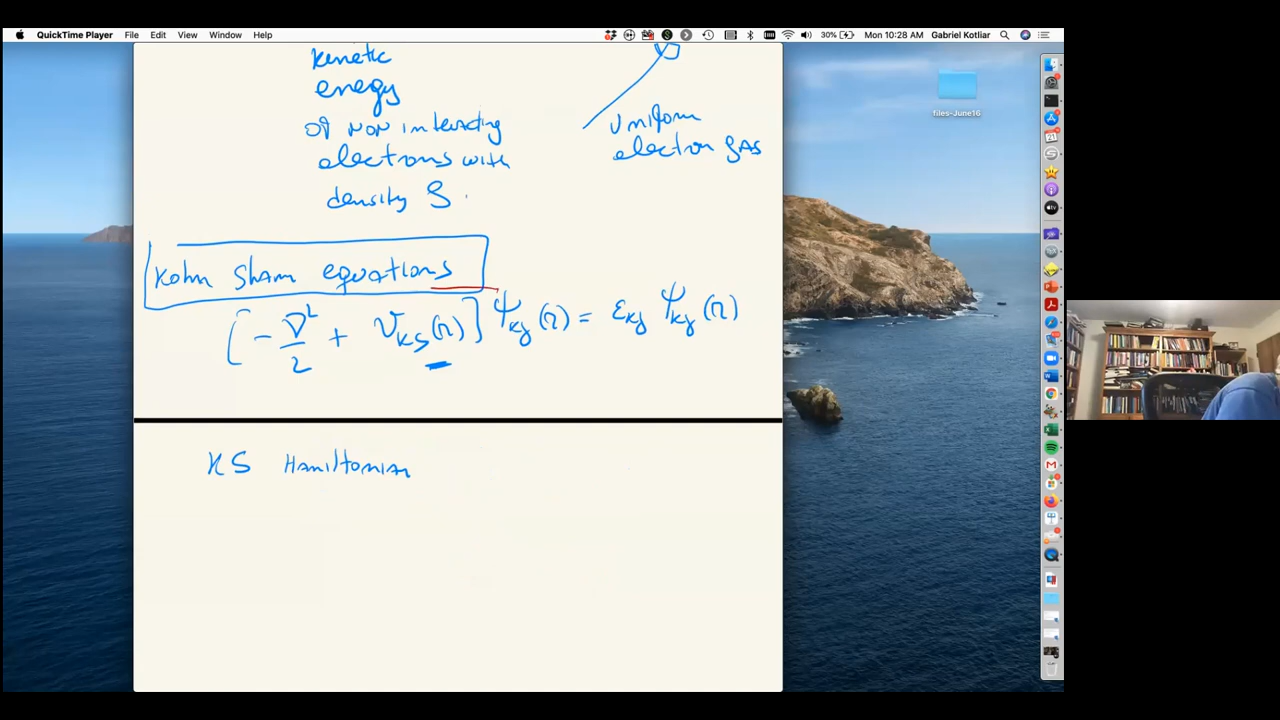 QuickTime Player File Edit View Window Help 30% Mon 10:28 AM Gabriel Kotliar
files-June16
kenetic
energy
of non interacting
electrons with
density ρ
uniform
electron gas
Kohn Sham equations
[-∇²/2 + V_KS(r)] Ψ_kj(r) = ε_kj Ψ_kj(r)
KS Hamiltonian